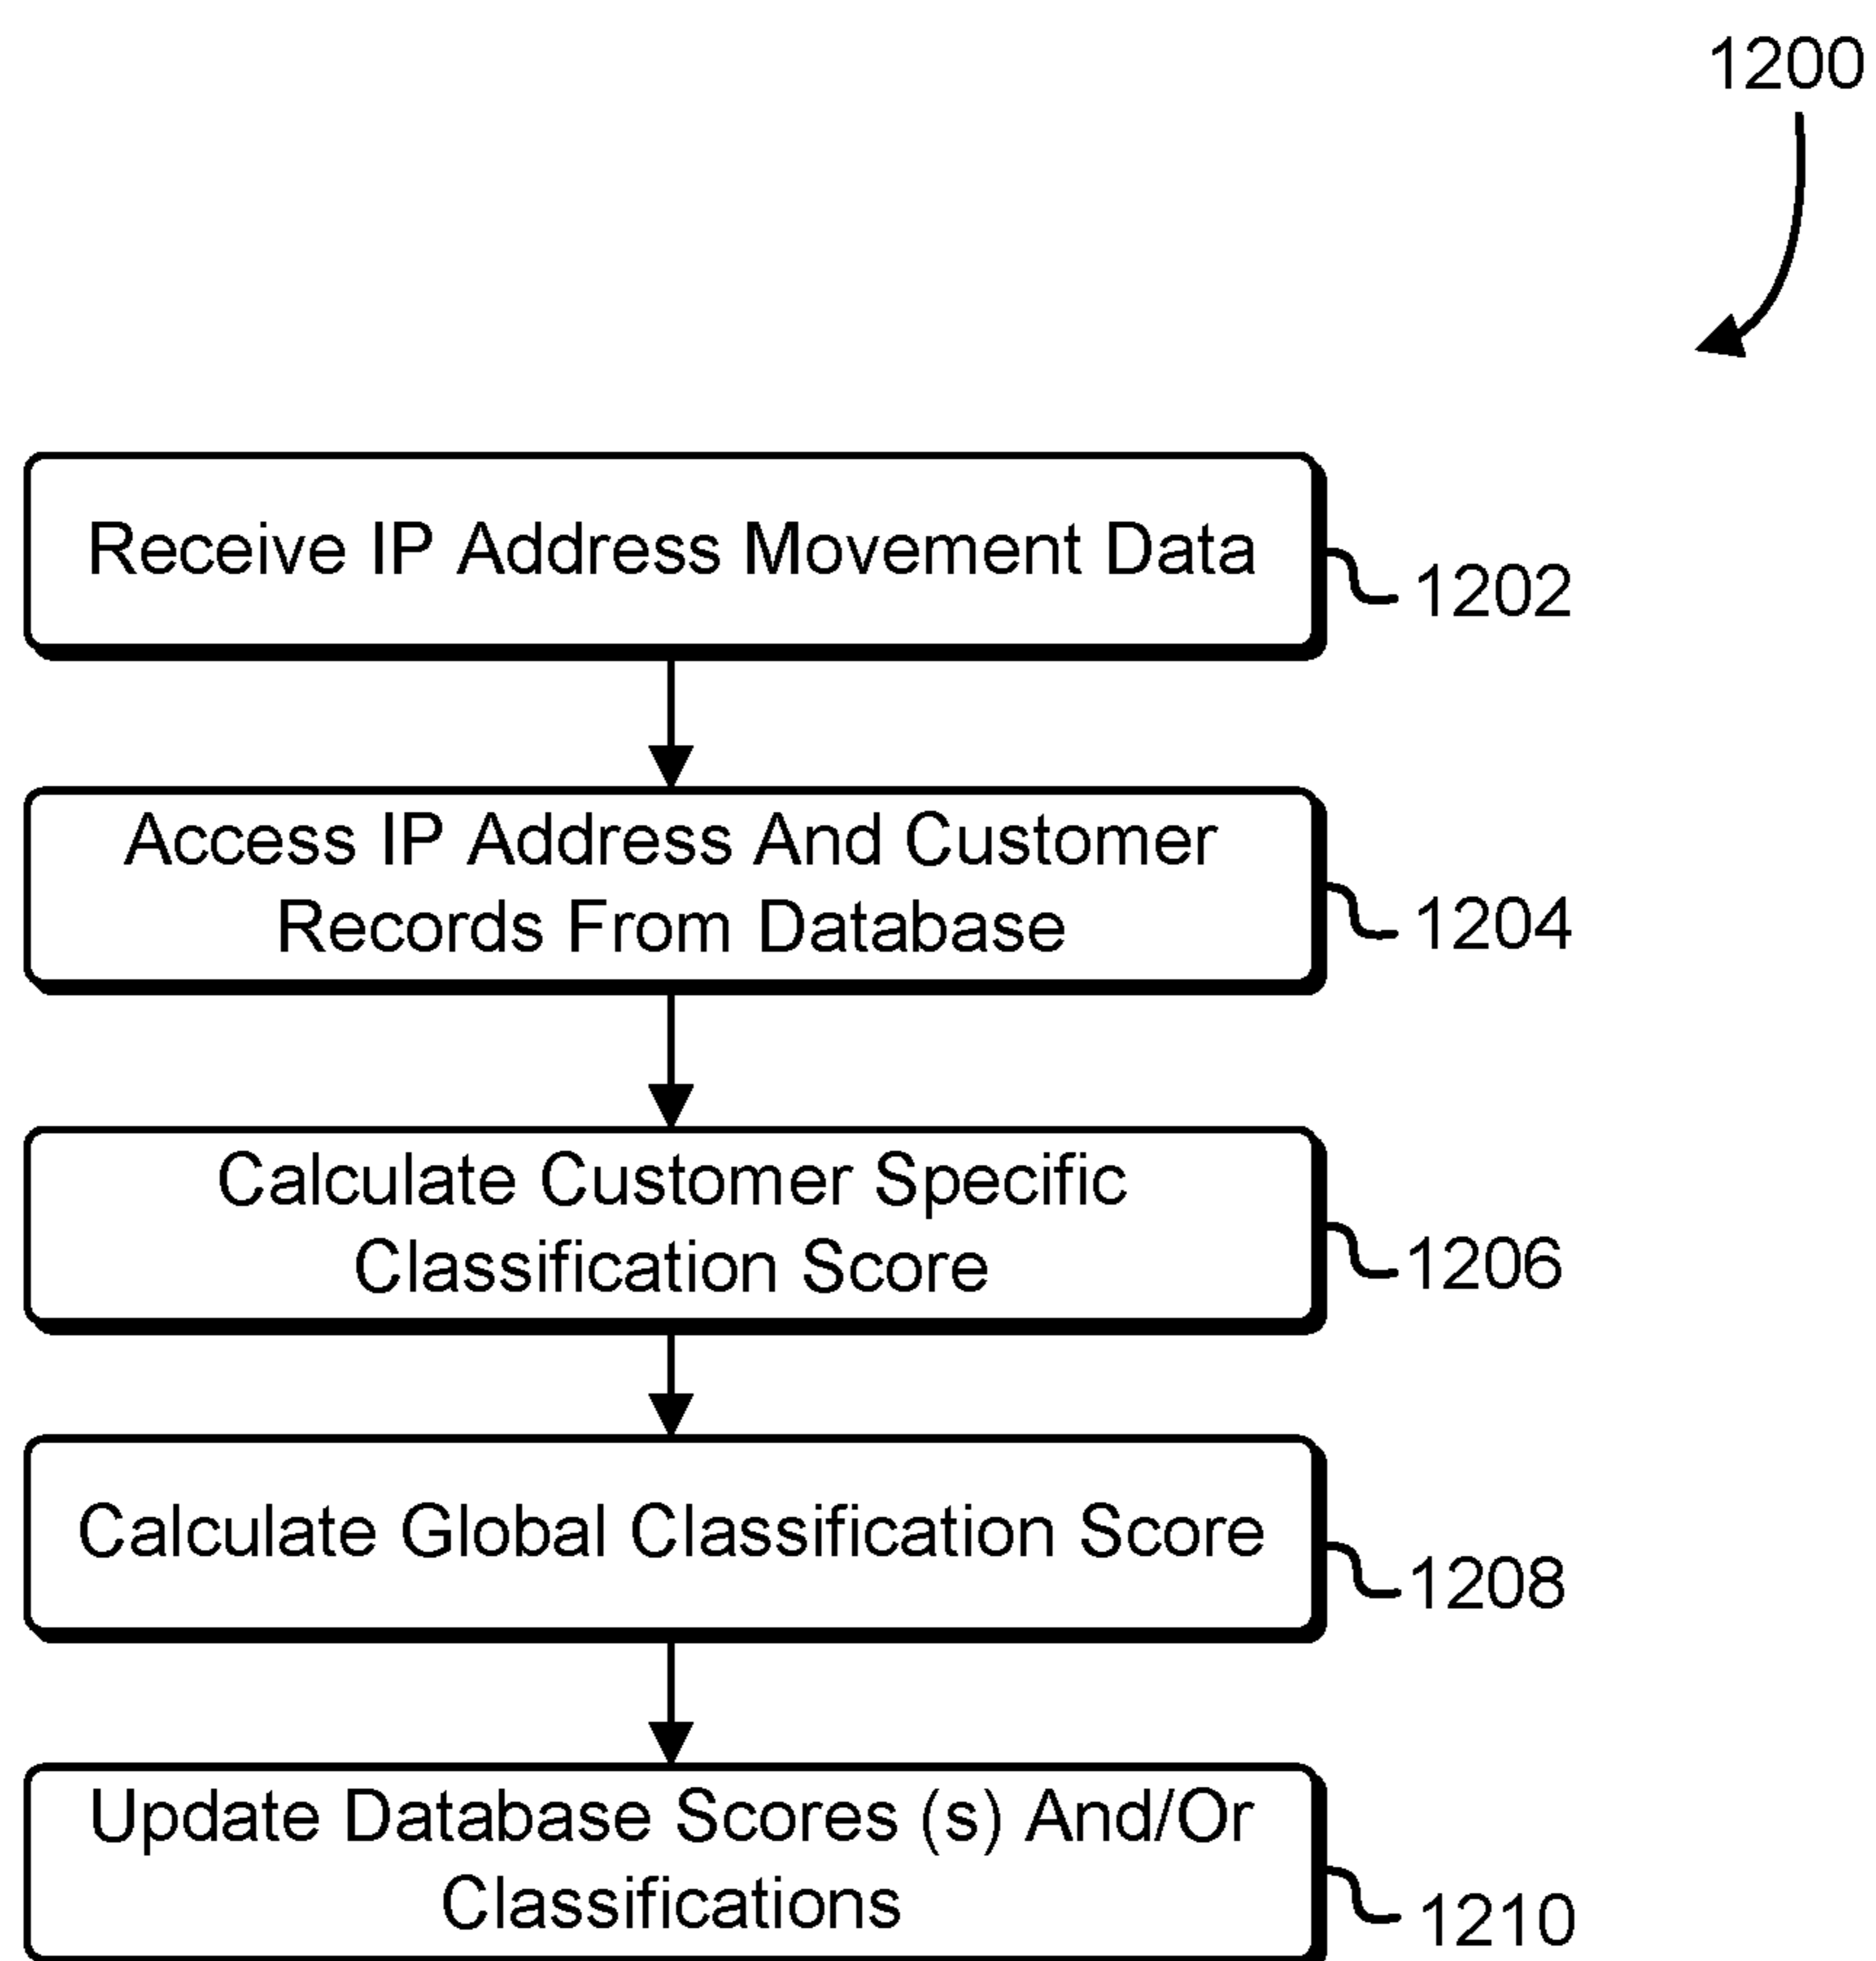 1200
Receive IP Address Movement Data
1202
Access IP Address And Customer
Records From Database
1204
Calculate Customer Specific
Classification Score
1206
Calculate Global Classification Score
1208
Update Database Scores (s) And/Or
Classifications
1210